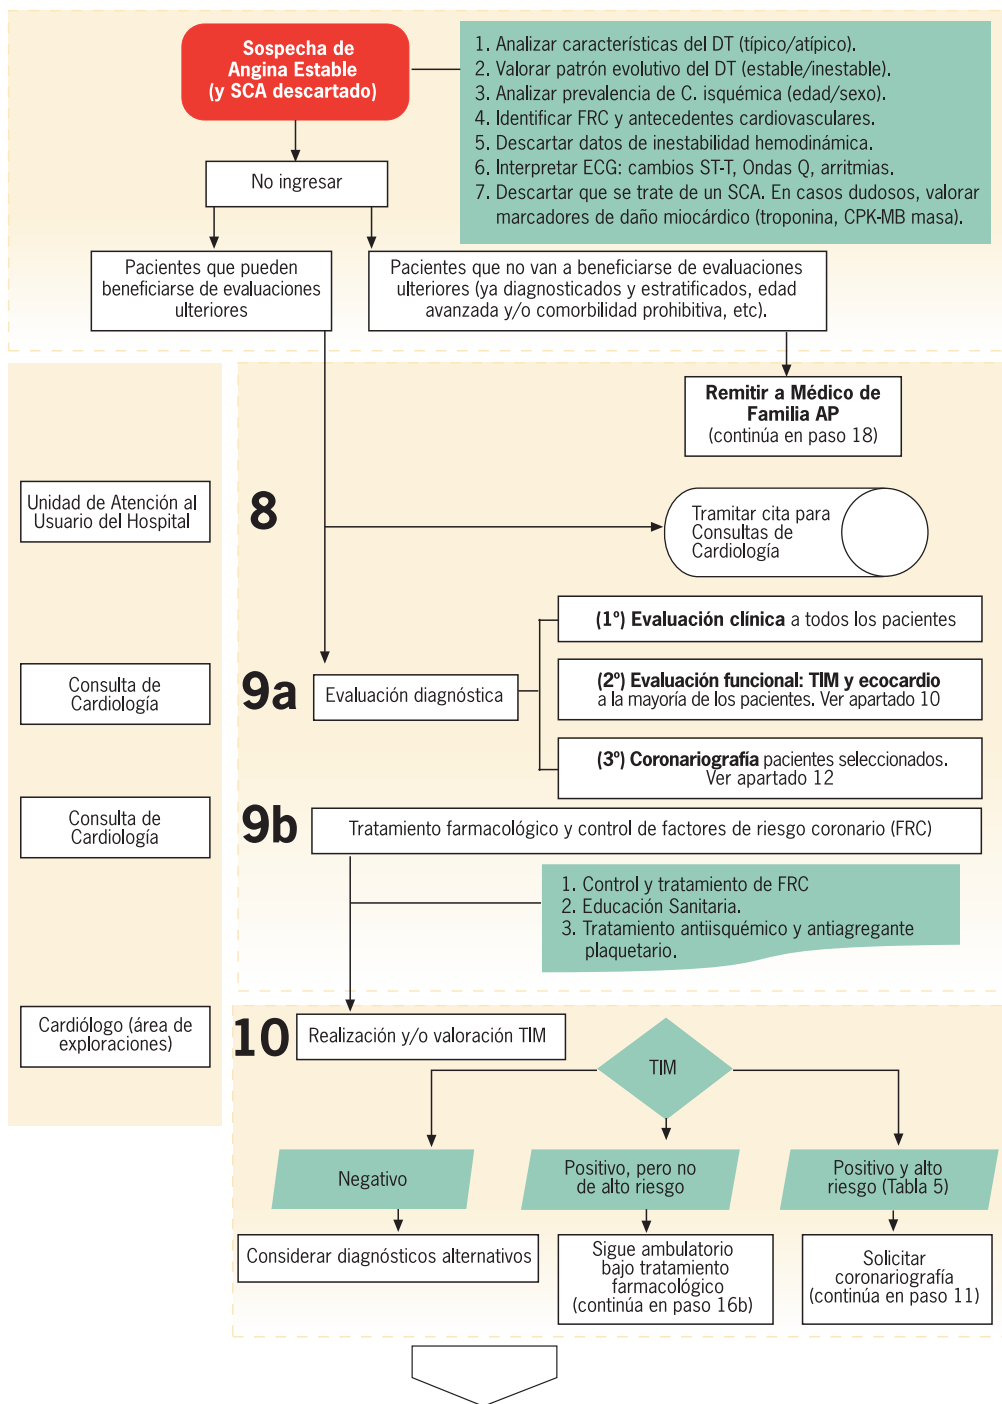 Sospecha de
Angina Estable
(y SCA descartado)
1. Analizar características del DT (típico/atípico).
2. Valorar patrón evolutivo del DT (estable/inestable).
3. Analizar prevalencia de C. isquémica (edad/sexo).
4. Identificar FRC y antecedentes cardiovasculares.
5. Descartar datos de inestabilidad hemodinámica.
6. Interpretar ECG: cambios ST-T, Ondas Q, arritmias.
7. Descartar que se trate de un SCA. En casos dudosos, valorar
marcadores de daño miocárdico (troponina, CPK-MB masa).
No ingresar
Pacientes que pueden
beneficiarse de evaluaciones
ulteriores
Pacientes que no van a beneficiarse de evaluaciones
ulteriores (ya diagnosticados y estratificados, edad
avanzada y/o comorbilidad prohibitiva, etc).
Remitir a Médico de
Familia AP
(continúa en paso 18)
Unidad de Atención al
Usuario del Hospital
8
Tramitar cita para
Consultas de
Cardiología
Consulta de
Cardiología
9a
Evaluación diagnóstica
(1º) Evaluación clínica a todos los pacientes
(2º) Evaluación funcional: TIM y ecocardio
a la mayoría de los pacientes. Ver apartado 10
(3º) Coronariografía pacientes seleccionados.
Ver apartado 12
Consulta de
Cardiología
9b
Tratamiento farmacológico y control de factores de riesgo coronario (FRC)
1. Control y tratamiento de FRC
2. Educación Sanitaria.
3. Tratamiento antiisquémico y antiagregante
plaquetario.
Cardiólogo (área de
exploraciones)
10
Realización y/o valoración TIM
TIM
Negativo
Positivo, pero no
de alto riesgo
Positivo y alto
riesgo (Tabla 5)
Considerar diagnósticos alternativos
Sigue ambulatorio
bajo tratamiento
farmacológico
(continúa en paso 16b)
Solicitar
coronariografía
(continúa en paso 11)